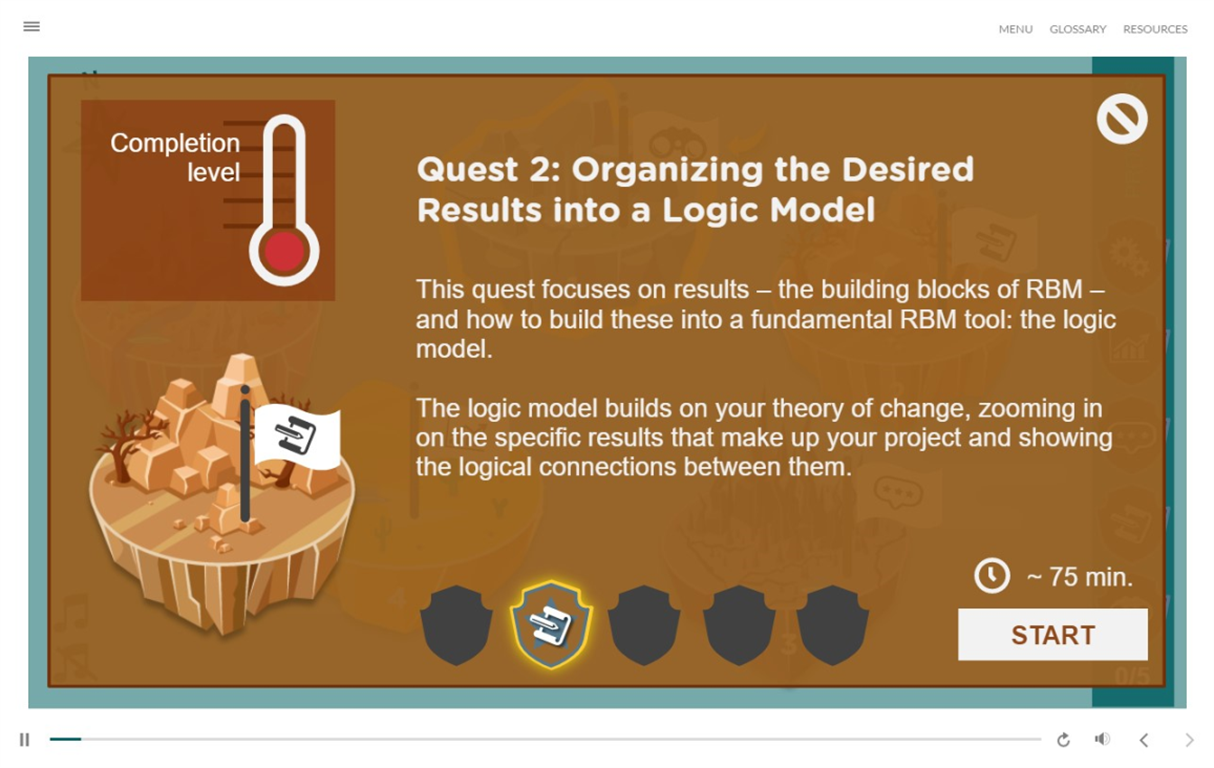 MENU GLOSSARY RESOURCES
Completion
level
Quest 2: Organizing the Desired
Results into a Logic Model
This quest focuses on results – the building blocks of RBM –
and how to build these into a fundamental RBM tool: the logic
model.
The logic model builds on your theory of change, zooming in
on the specific results that make up your project and showing
the logical connections between them.
~ 75 min.
START
3
4
0/5